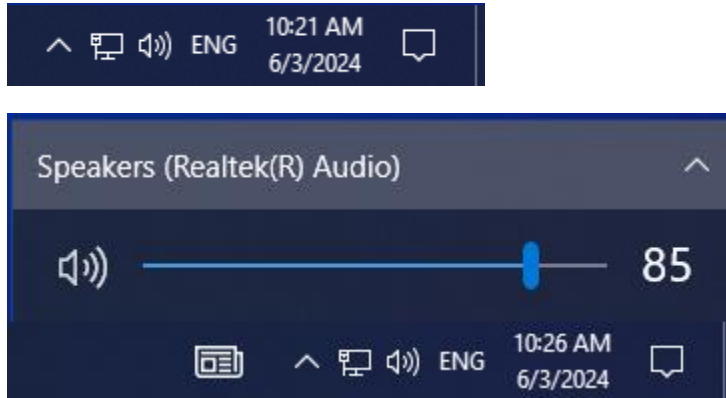 ENG 10:21 AM
6/3/2024
Speakers (Realtek(R) Audio)
85
ENG 10:26 AM
6/3/2024